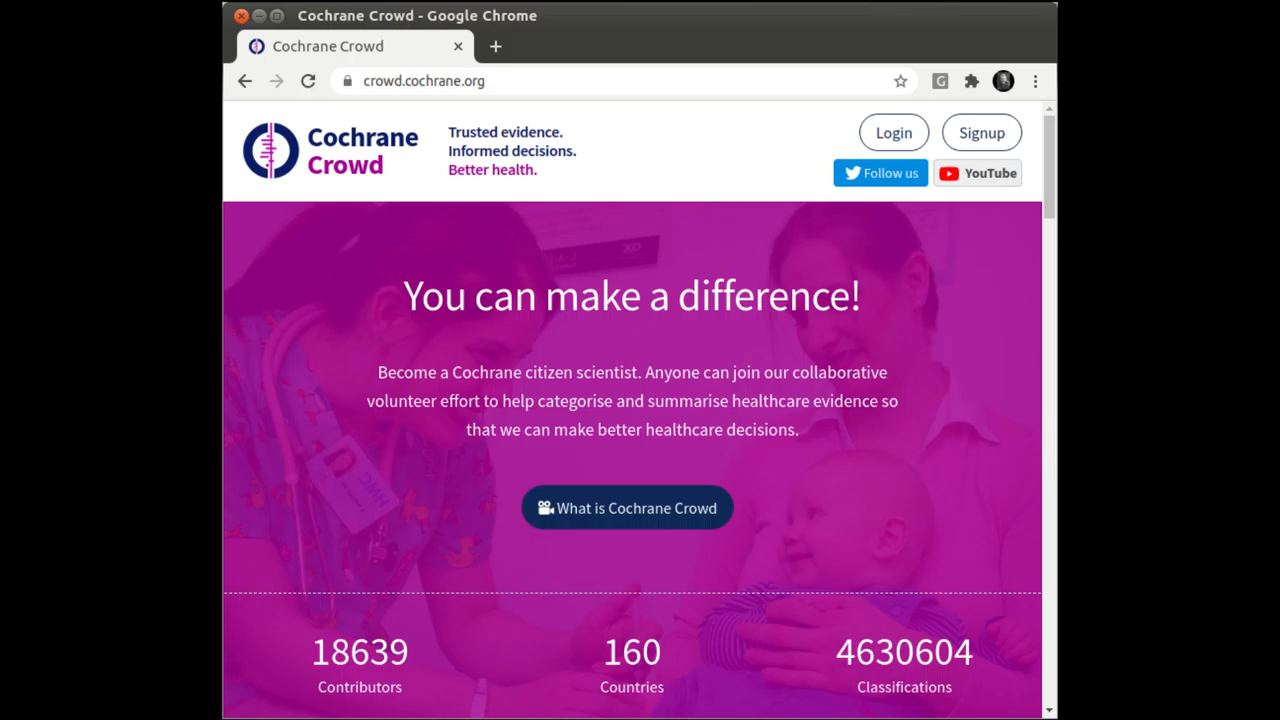 Cochrane Crowd - Google Chrome
Cochrane Crowd
crowd.cochrane.org
Cochrane
Crowd
Trusted evidence.
Informed decisions.
Better health.
Login
Signup
Follow us
YouTube
You can make a difference!
Become a Cochrane citizen scientist. Anyone can join our collaborative
volunteer effort to help categorise and summarise healthcare evidence so
that we can make better healthcare decisions.
What is Cochrane Crowd
18639
160
4630604
Contributors
Countries
Classifications